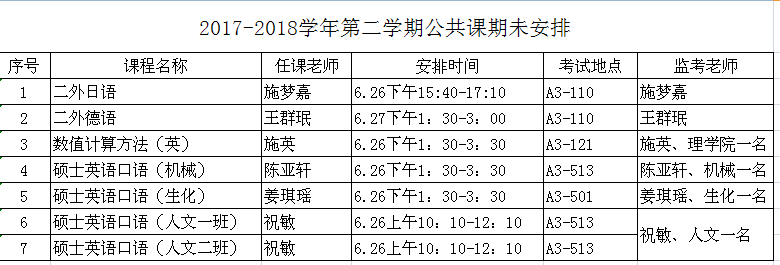 2017-2018学年第二学期公共课期未安排
序号 课程名称 任课老师 安排时间 考试地点 监考老师
1 二外日语 施梦嘉 6.26下午15:40-17:10 A3-110 施梦嘉
2 二外德语 王群珉 6.27下午1：30-3：00 A3-110 王群珉
3 数值计算方法（英） 施英 6.26下午1：30-3：30 A3-121 施英、理学院一名
4 硕士英语口语（机械） 陈亚轩 6.26下午1：30-3：30 A3-513 陈亚轩、机械一名
5 硕士英语口语（生化） 姜琪瑶 6.26下午1：30-3:30 A3-501 姜琪瑶、生化一名
6 硕士英语口语（人文一班） 祝敏 6.26上午10：10-12：10 A3-513 祝敏、人文一名
7 硕士英语口语（人文二班） 祝敏 6.26上午10：10-12：10 A3-513